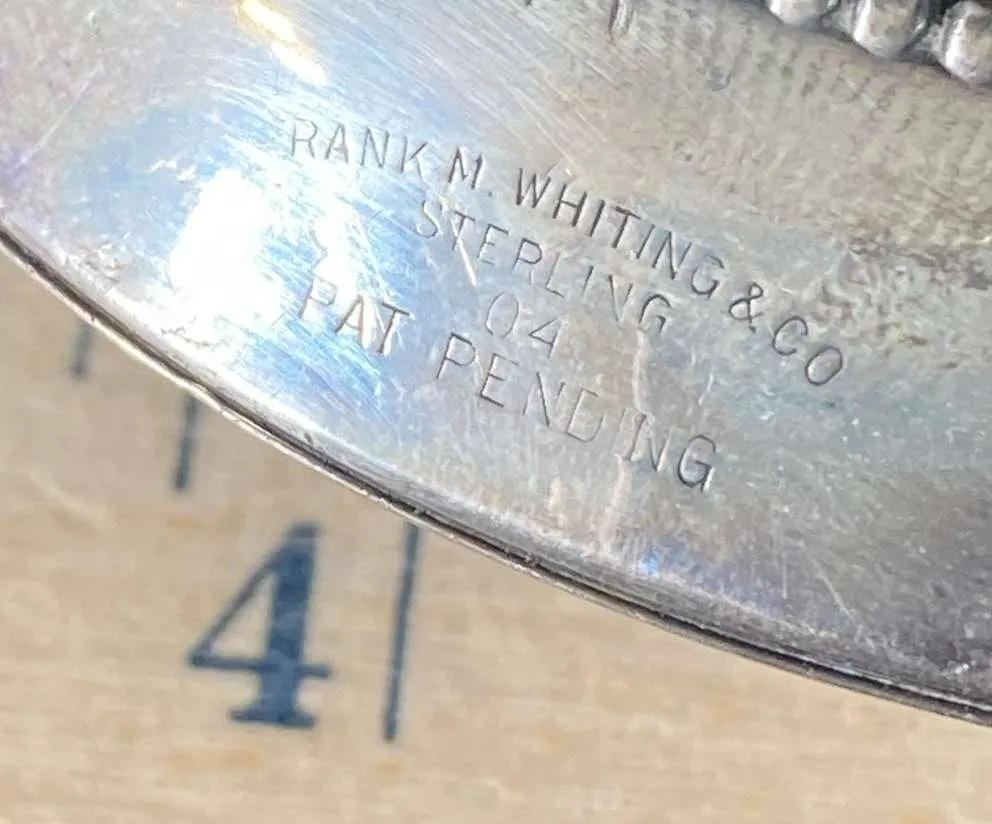 RANK M. WHITING & CO
STERLING
04
PAT PENDING
4